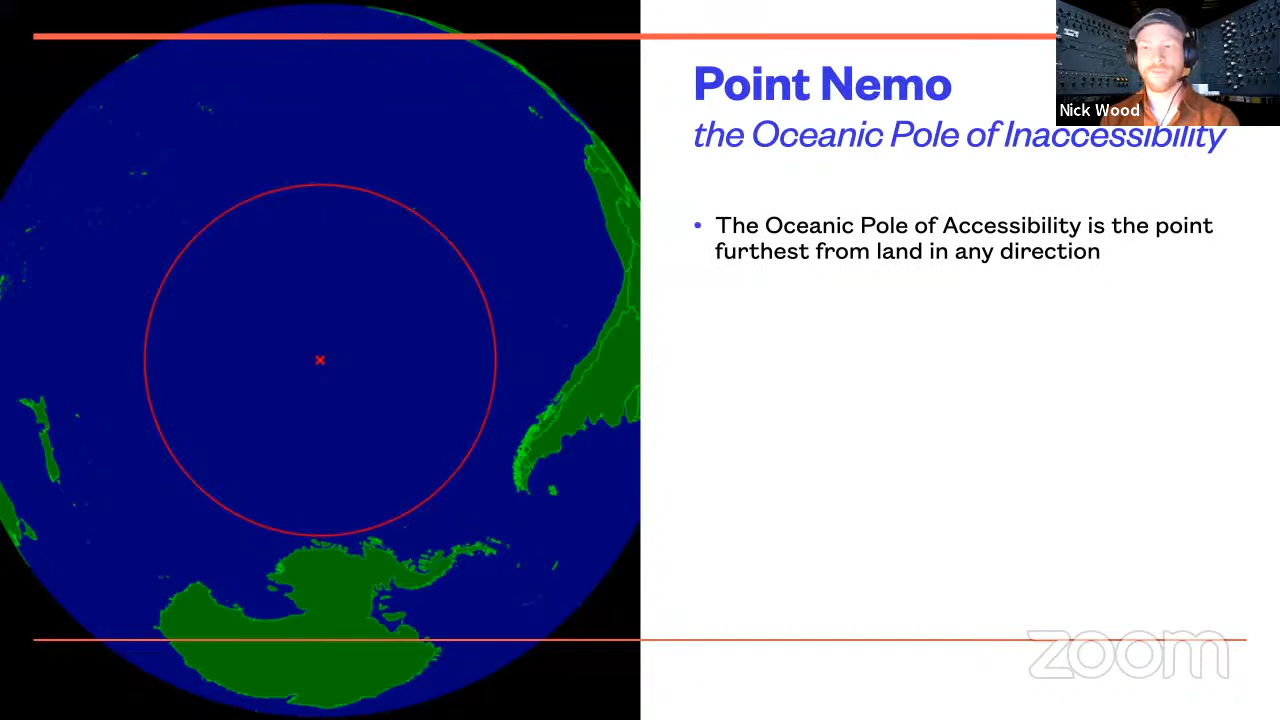 Point Nemo
the Oceanic Pole of Inaccessibility
Nick Wood
• The Oceanic Pole of Accessibility is the point
furthest from land in any direction
zoom